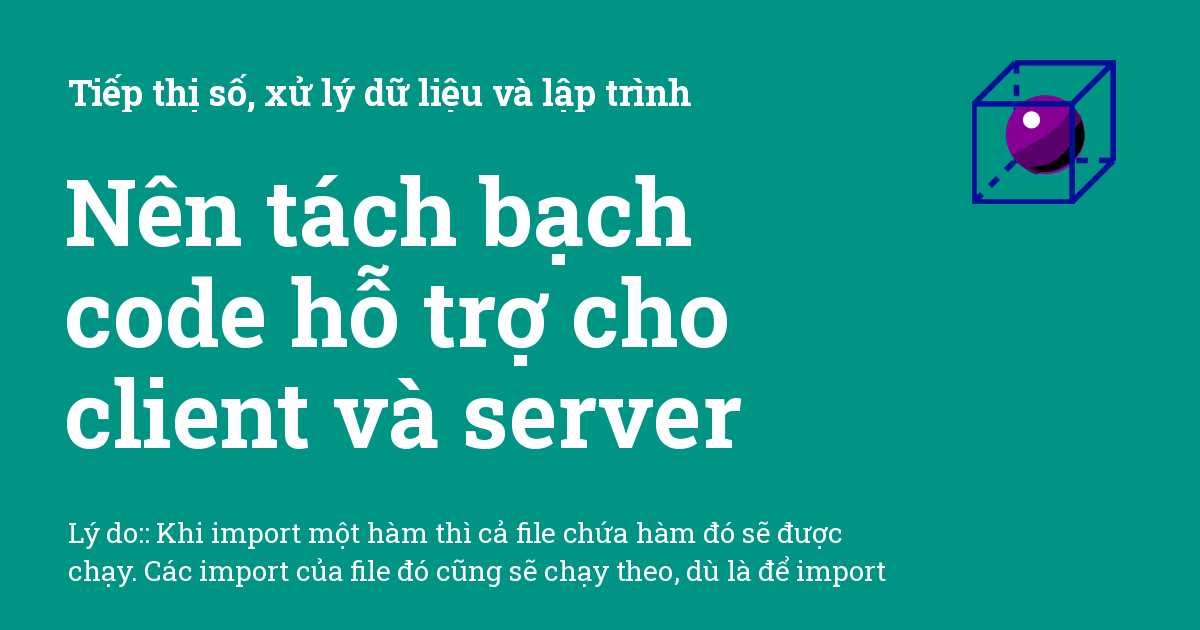 Tiếp thị số, xử lý dữ liệu và lập trình
Nên tách bạch
code hỗ trợ cho
client và server
Lý do:: Khi import một hàm thì cả file chứa hàm đó sẽ được
chạy. Các import của file đó cũng sẽ chạy theo, dù là để import